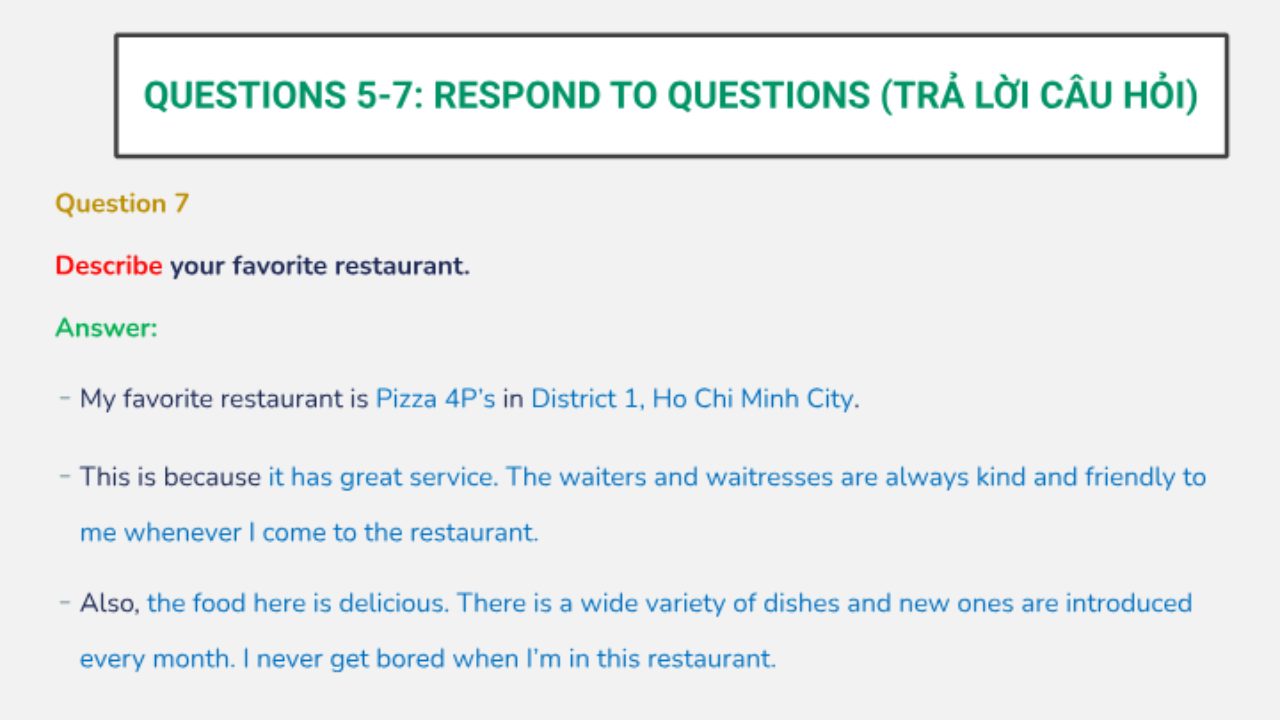 QUESTIONS 5-7: RESPOND TO QUESTIONS (TRẢ LỜI CÂU HỎI)
Question 7
Describe your favorite restaurant.
Answer:
- My favorite restaurant is Pizza 4P's in District 1, Ho Chi Minh City.
- This is because it has great service. The waiters and waitresses are always kind and friendly to
me whenever I come to the restaurant.
- Also, the food here is delicious. There is a wide variety of dishes and new ones are introduced
every month. I never get bored when I'm in this restaurant.